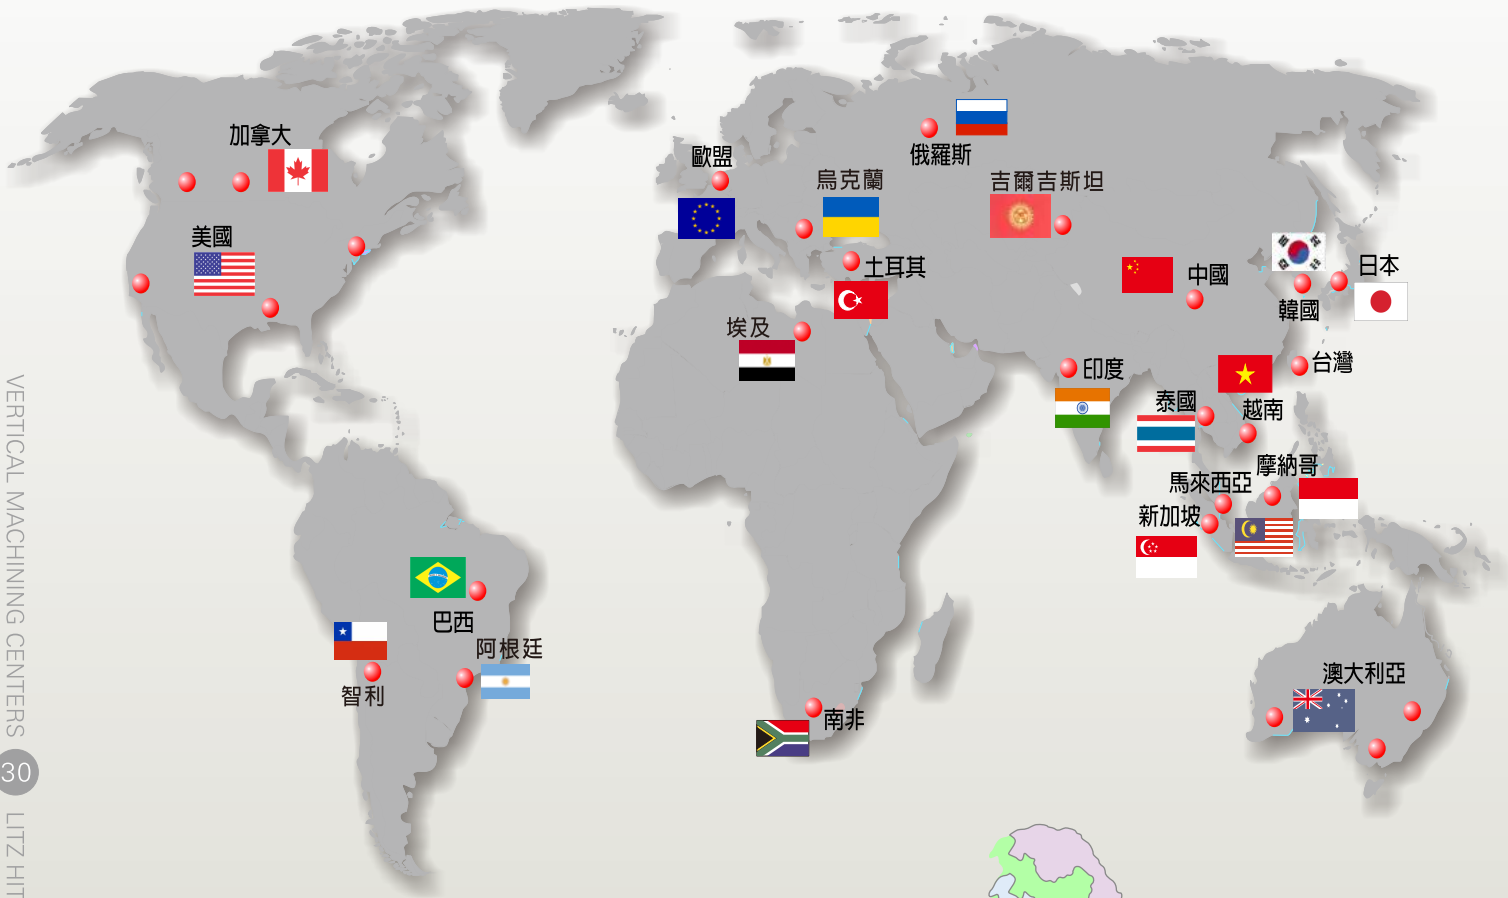 加拿大
美國
歐盟
俄羅斯
烏克蘭
吉爾吉斯坦
土耳其
埃及
中國
日本
韓國
台灣
印度
泰國
越南
摩納哥
馬來西亞
新加坡
巴西
阿根廷
智利
南非
澳大利亞
VERTICAL MACHINING CENTERS
30
LITZ HIT